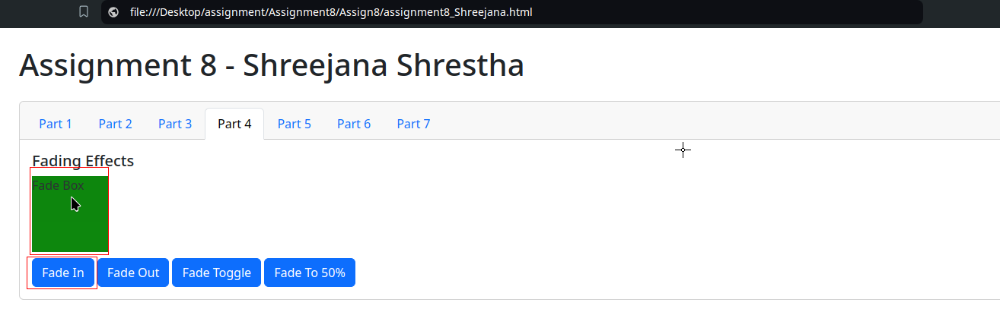 file:///Desktop/assignment/Assignment8/Assign8/assignment8_Shreejana.html
Assignment 8 - Shreejana Shrestha
Part 1 Part 2 Part 3 Part 4 Part 5 Part 6 Part 7
Fading Effects
Fade Box
Fade In Fade Out Fade Toggle Fade To 50%